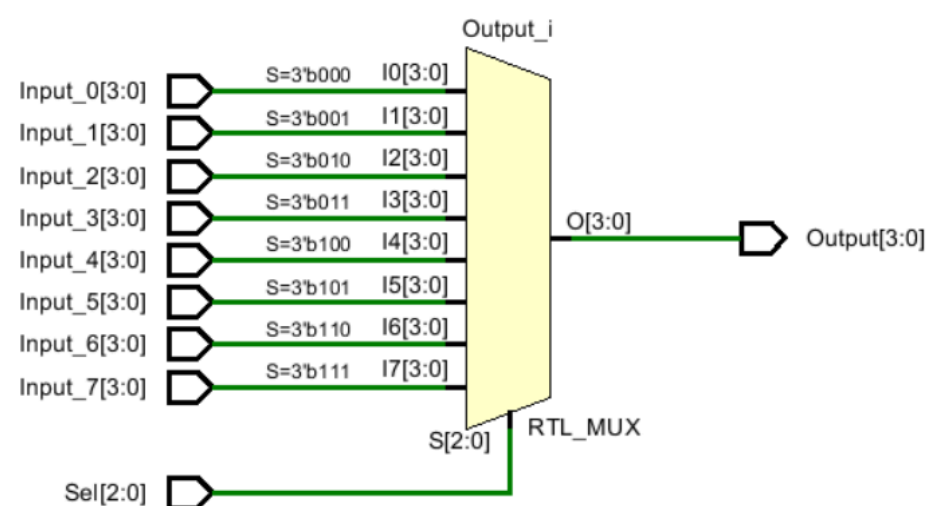 Output_i
Input_0[3:0] S=3'b000 I0[3:0]
Input_1[3:0] S=3'b001 I1[3:0]
Input_2[3:0] S=3'b010 I2[3:0]
Input_3[3:0] S=3'b011 I3[3:0]
O[3:0] Output[3:0]
Input_4[3:0] S=3'b100 I4[3:0]
Input_5[3:0] S=3'b101 I5[3:0]
Input_6[3:0] S=3'b110 I6[3:0]
Input_7[3:0] S=3'b111 I7[3:0]
S[2:0] RTL_MUX
Sel[2:0]